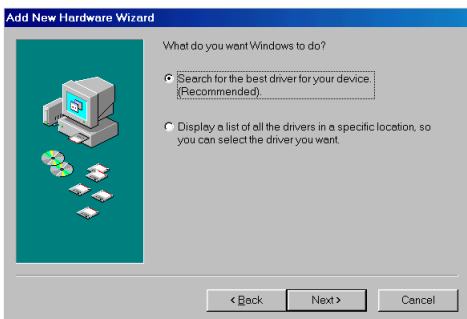 Add New Hardware Wizard
What do you want Windows to do?
Search for the best driver for your device.
(Recommended).
Display a list of all the drivers in a specific location, so
you can select the driver you want.
< Back
Next >
Cancel